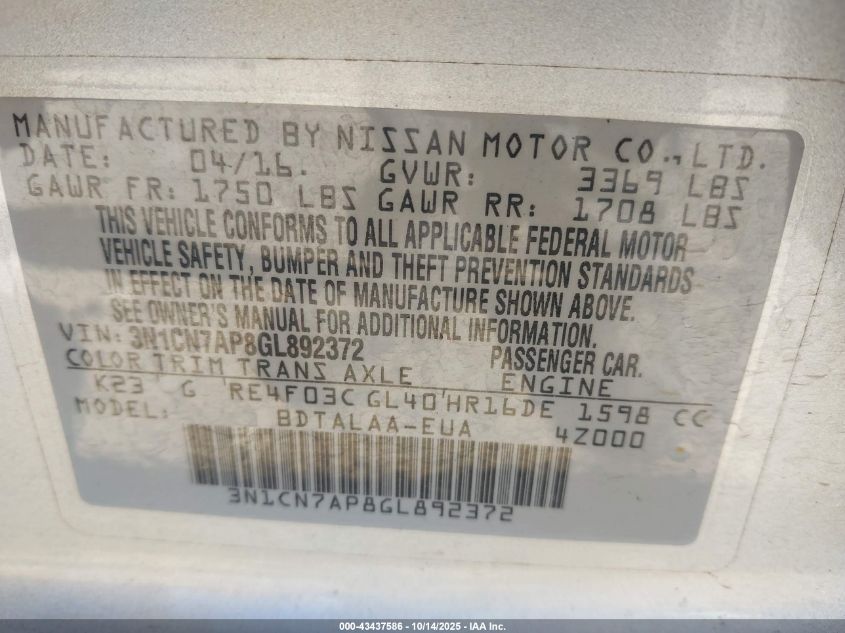 MANUFACTURED BY NISSAN MOTOR CO., LTD.
DATE: 04/16. GVWR: 3369 LBS
GAWR FR: 1750 LBS GAWR RR: 1708 LBS
THIS VEHICLE CONFORMS TO ALL APPLICABLE FEDERAL MOTOR
VEHICLE SAFETY, BUMPER AND THEFT PREVENTION STANDARDS
IN EFFECT ON THE DATE OF MANUFACTURE SHOWN ABOVE.
SEE OWNER'S MANUAL FOR ADDITIONAL INFORMATION.
VIN: 3N1CN7AP8GL892372 PASSENGER CAR.
COLOR TRIM TRANS AXLE ENGINE
K23 G RE4F03C GL40 HR16DE 1598 CC
MODEL: BDTALAA-EUA 4Z000
3N1CN7AP8GL892372
000-43437586 - 10/14/2025 - IAA Inc.